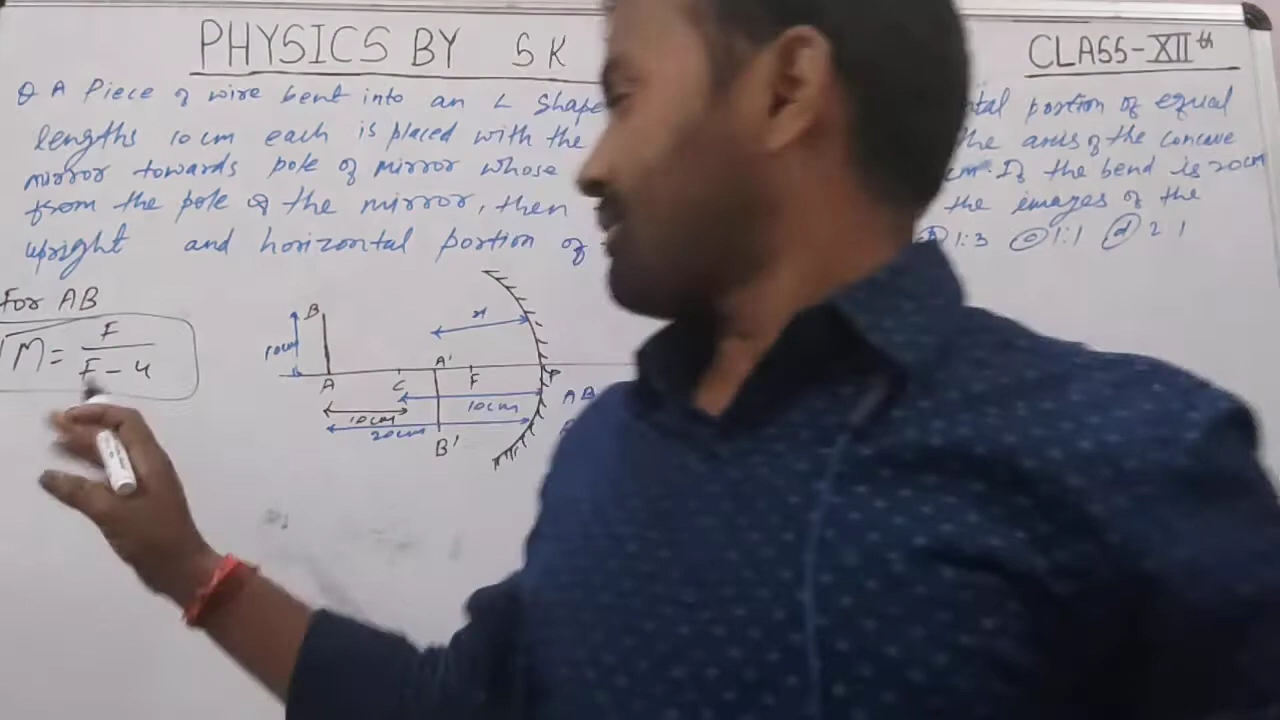 PHYSICS BY SK
CLASS-XIIth
Q A Piece of wire bent into an L Shape ntal portion of equal
lengths 10 cm each is placed with the the axis of the concave
mirror towards pole of mirror whose cm. If the bend is 20cm
from the pole of the mirror, then the images of the
upright and horizontal portion of 1:3 (c) 1:1 (d) 2:1
For AB
M = F / F - u
B
10cm
x
A'
A
C
F
P
10cm
10cm
20cm
B'
AB